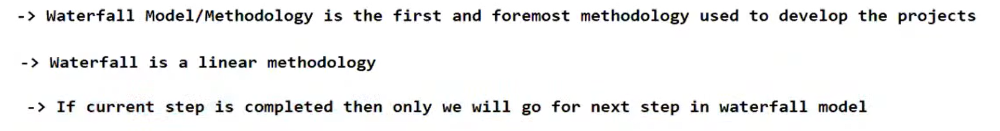 -> Waterfall Model/Methodology is the first and foremost methodology used to develop the projects
-> Waterfall is a linear methodology
-> If current step is completed then only we will go for next step in waterfall model